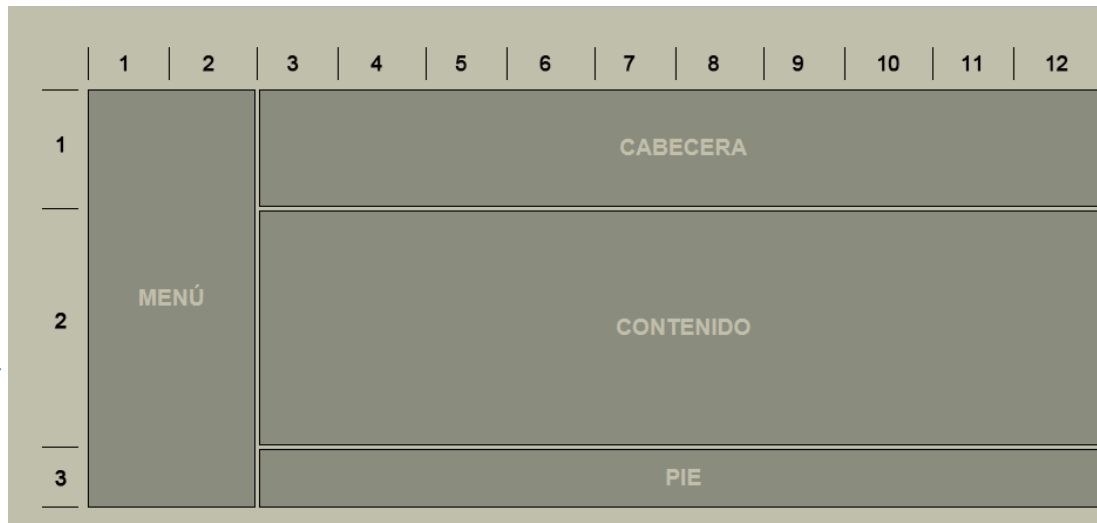 1 2 3 4 5 6 7 8 9 10 11 12
1
CABECERA
MENÚ
2
CONTENIDO
3
PIE